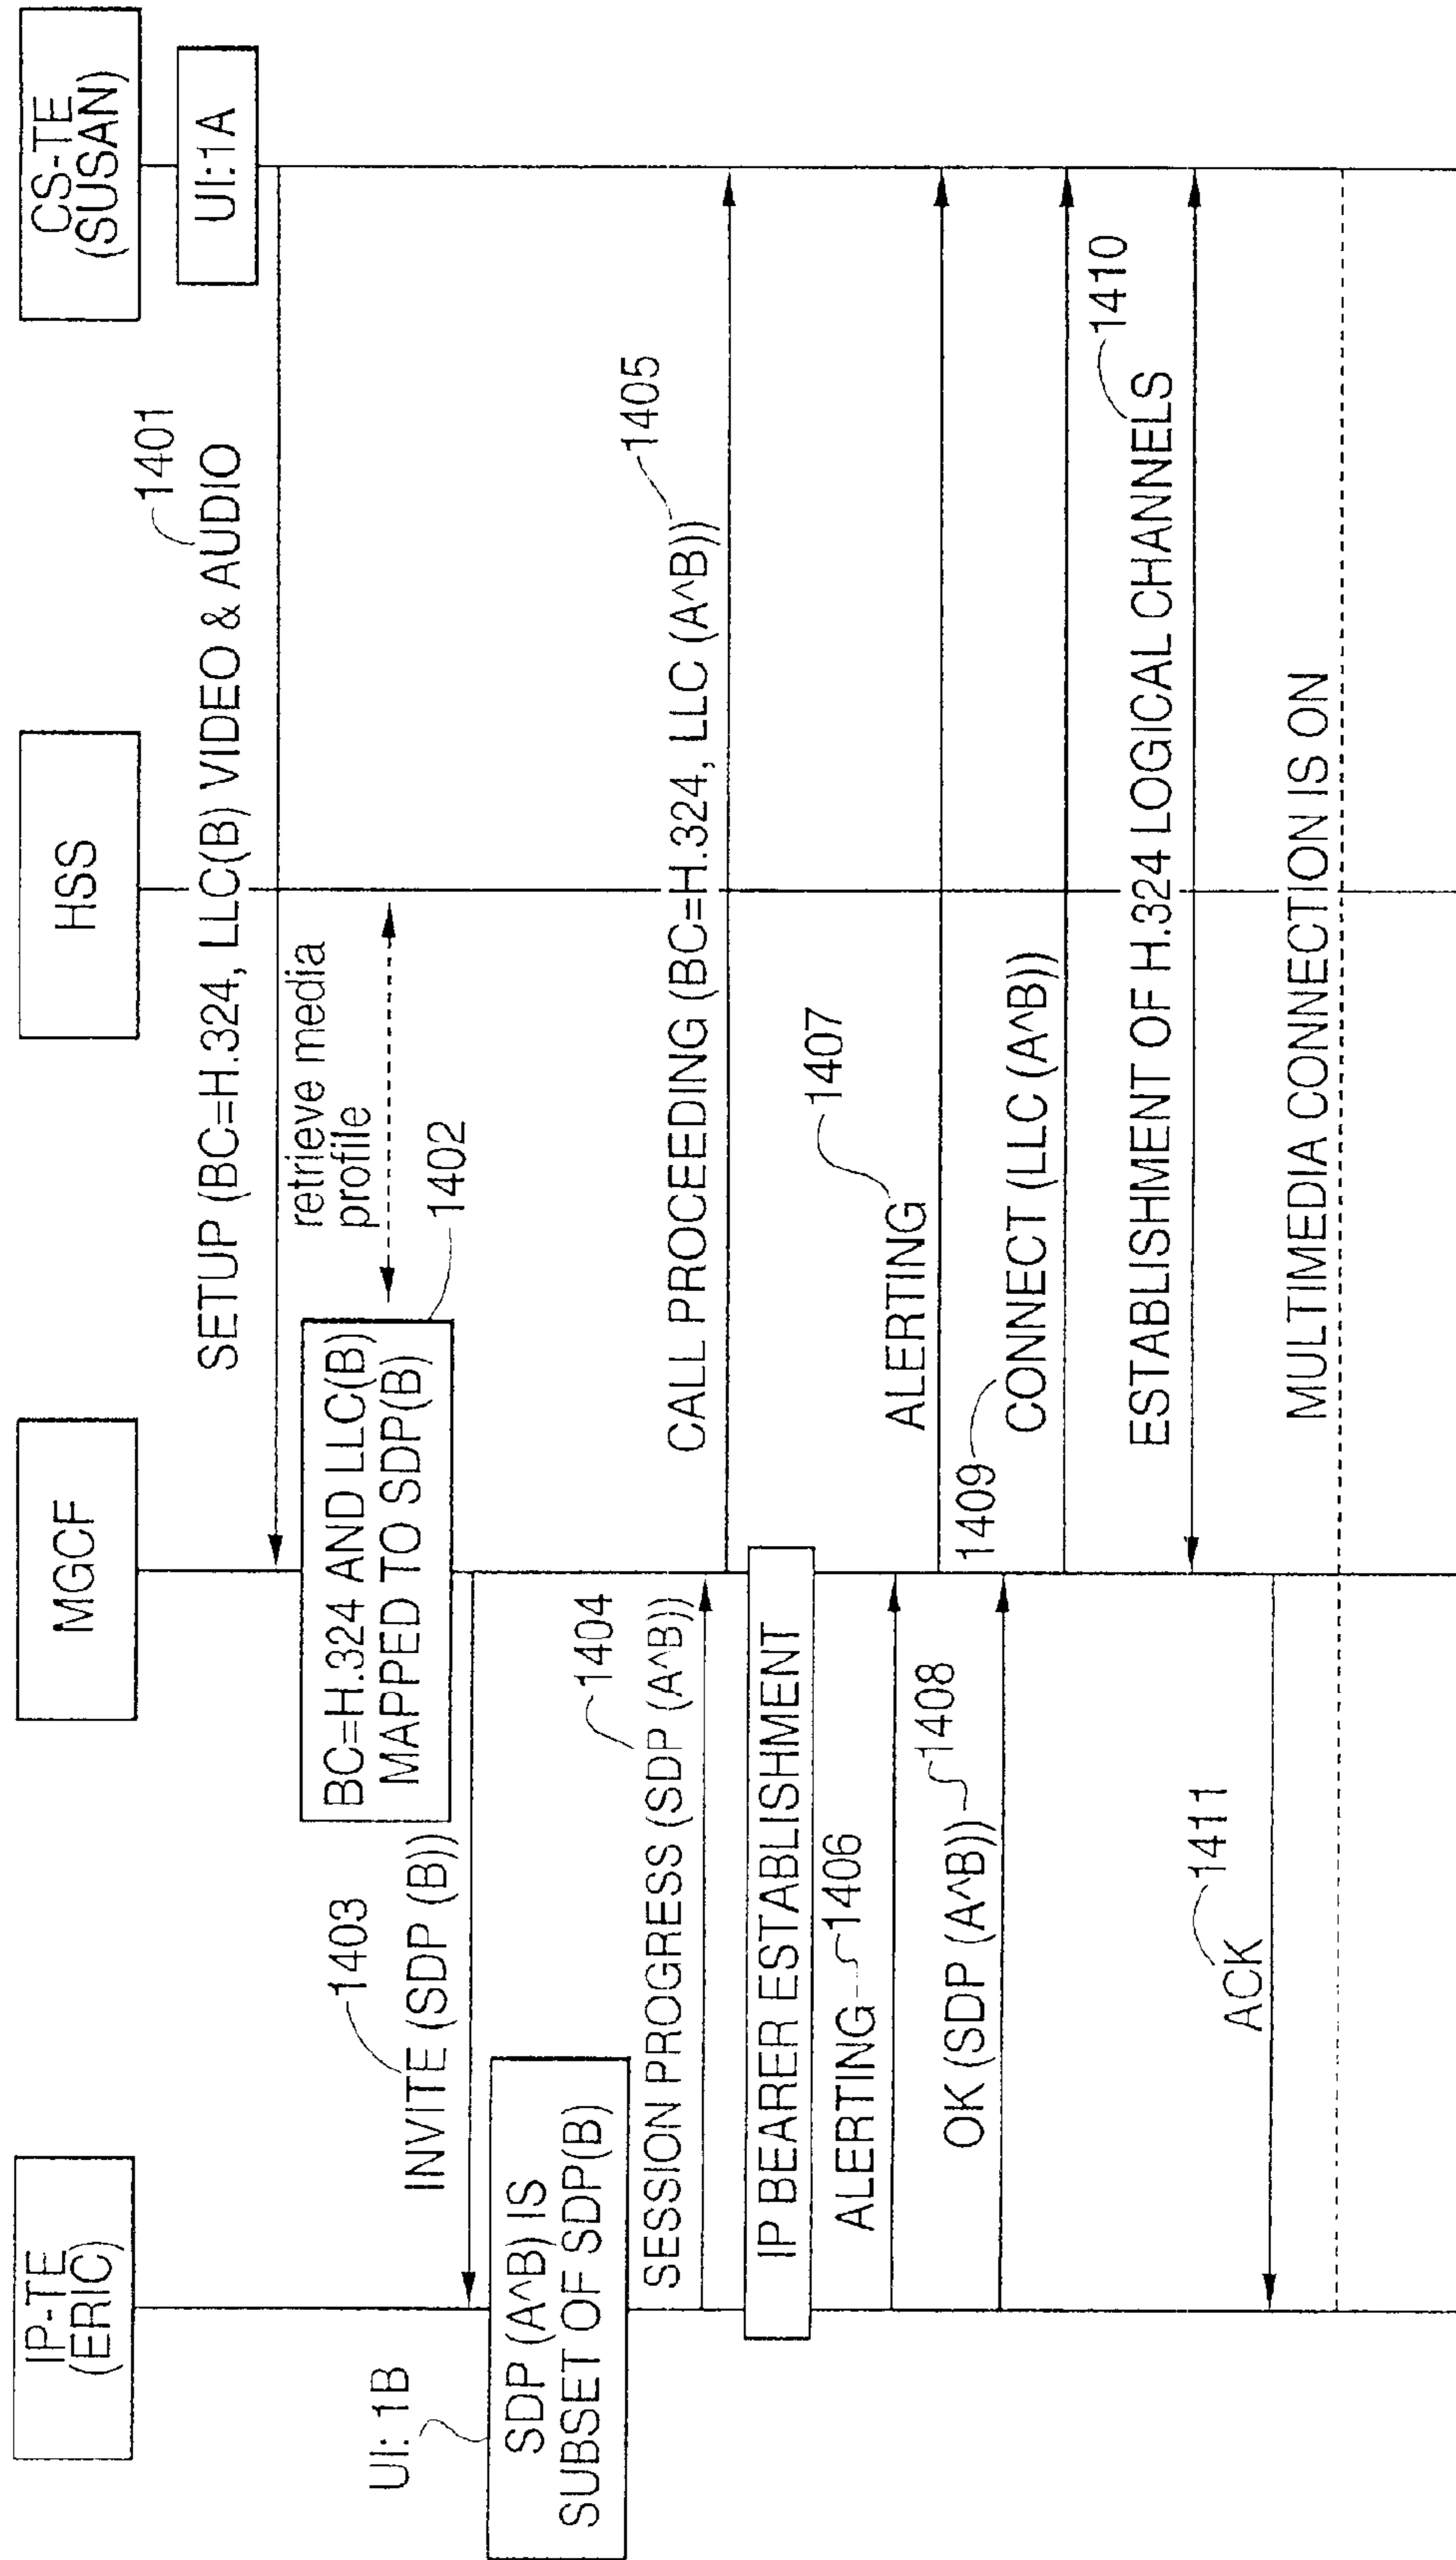 IP-TE
(ERIC)
MGCF
HSS
CS-TE
(SUSAN)
UI:1A
1401
SETUP (BC=H.324, LLC(B) VIDEO & AUDIO
retrieve media
profile
BC=H.324 AND LLC(B)
MAPPED TO SDP(B)
1402
1403
INVITE (SDP (B))
UI: 1B
SDP (A^B) IS
SUBSET OF SDP(B)
1404
SESSION PROGRESS (SDP (A^B))
1405
CALL PROCEEDING (BC=H.324, LLC (A^B))
IP BEARER ESTABLISHMENT
ALERTING 1406
1407
ALERTING
OK (SDP (A^B)) 1408
1409
CONNECT (LLC (A^B))
1410
ESTABLISHMENT OF H.324 LOGICAL CHANNELS
1411
ACK
MULTIMEDIA CONNECTION IS ON